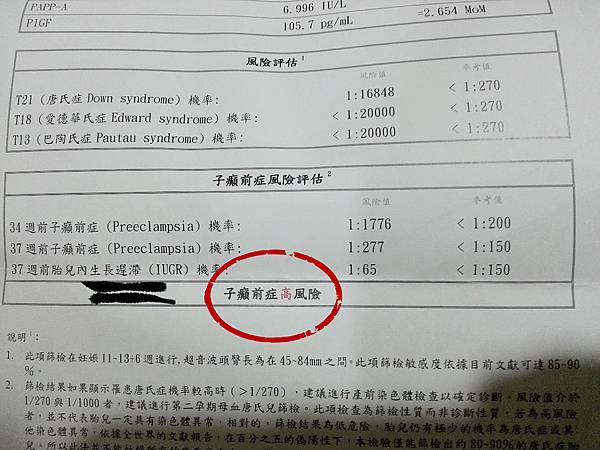 PAPP-A 6.996 IU/L =2.654 MoM
PlGF 105.7 pg/mL
風險評估 1
風險值 參考值
T21 (唐氏症 Down syndrome) 機率: 1:16848 < 1:270
T18 (愛德華氏症 Edward syndrome) 機率: < 1:20000 < 1:270
T13 (巴陶氏症 Pautau syndrome) 機率: < 1:20000 < 1:270
子癲前症風險評估 2
風險值 參考值
34 週前子癲前症 (Preeclampsia) 機率: 1:1776 < 1:200
37 週前子癲前症 (Preeclampsia) 機率: 1:277 < 1:150
37 週前胎兒內生長遲滯 (IUGR) 機率: 1:65 < 1:150
子癲前症高風險
說明1:
1. 此項篩檢在妊娠11~13+6週進行,超音波頭臀長為在45~84mm之間。此項篩檢敏感度依據目前文獻可達85~90
%。
2. 篩檢結果如果顯示罹患唐氏症機率較高時(>1/270),建議進行產前染色體檢查以確定診斷。風險值介於
1/270與1/1000者,建議進行第二孕期母血唐氏兒篩檢。此項檢查為篩檢性質而非診斷性質,若為高風險
者,並不代表胎兒一定具有染色體異常,相對的,篩檢結果為低危險,胎兒仍有極少的機率為唐氏症或其
他染色體異常,依據全世界的文獻報告,在百分之五的偽陽性下,本檢驗僅能篩檢出約80~90%的唐氏症胎